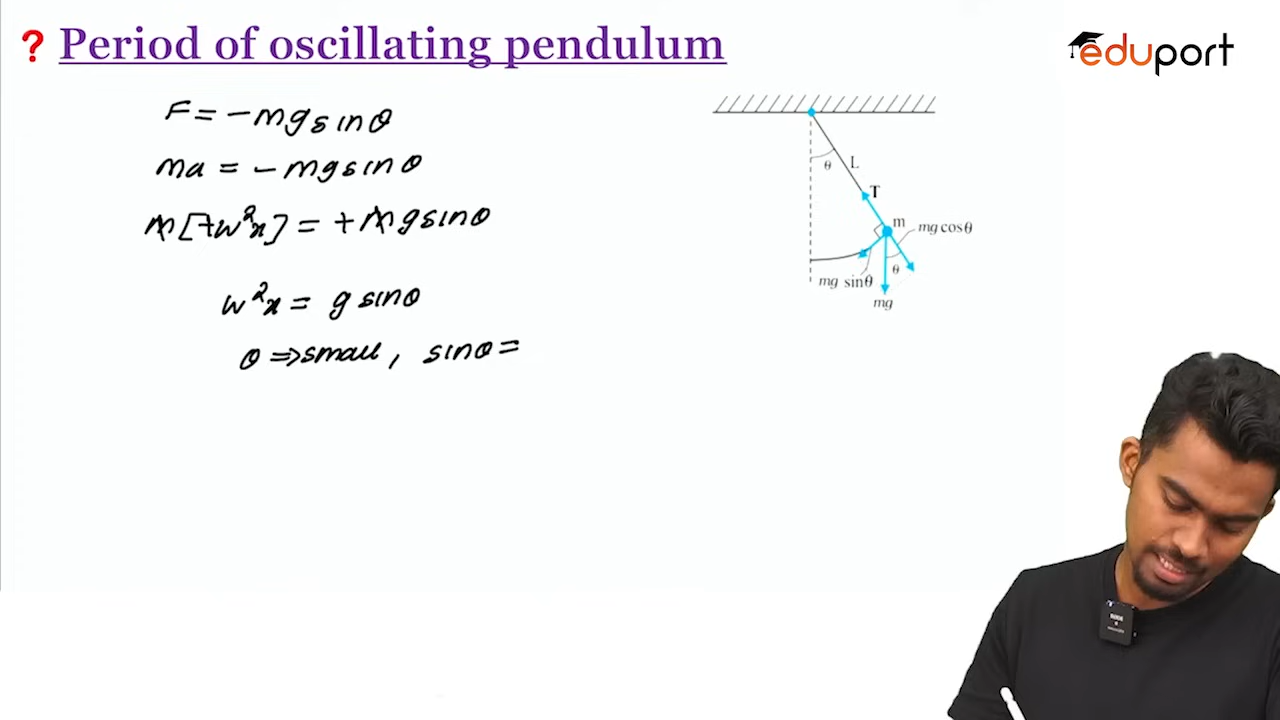 ? Period of oscillating pendulum
eduport
F = -mg sinθ
ma = -mg sinθ
m[+w²x] = +mg sinθ
w²x = g sinθ
θ ⇒ small, sinθ =
θ
L
T
m
mg cosθ
θ
mg sinθ
mg